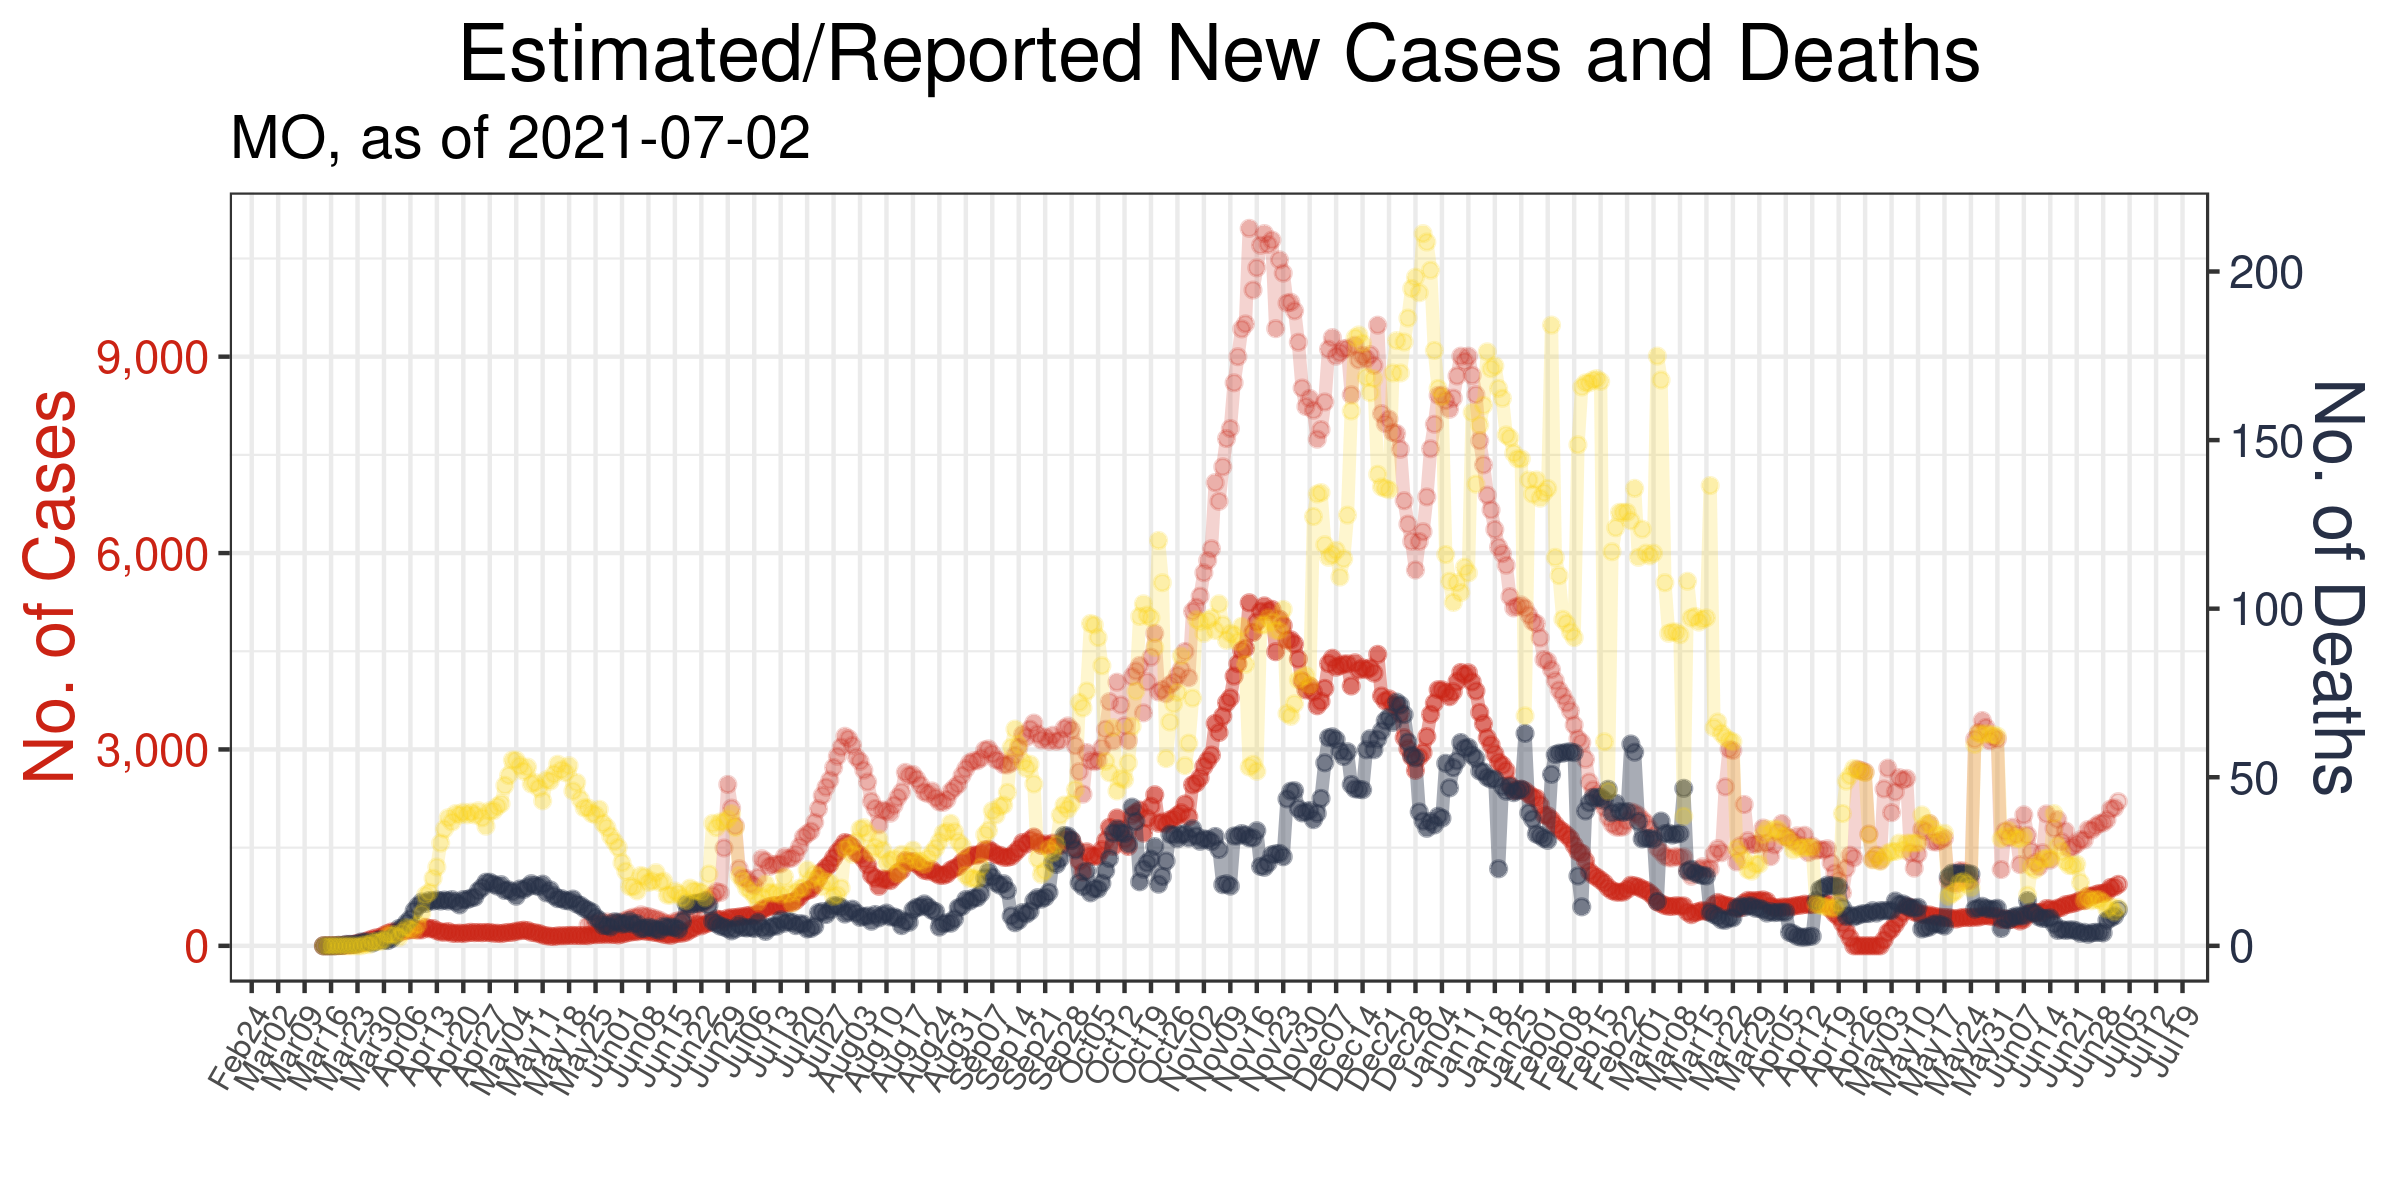 Estimated/Reported New Cases and Deaths
MO, as of 2021-07-02
No. of Cases
9,000
6,000
3,000
0
200
150
100
50
0
No. of Deaths
Feb24
Mar02
Mar09
Mar16
Mar23
Mar30
Apr06
Apr13
Apr20
Apr27
May04
May11
May18
May25
Jun01
Jun08
Jun15
Jun22
Jun29
Jul06
Jul13
Jul20
Jul27
Aug03
Aug10
Aug17
Aug24
Aug31
Sep07
Sep14
Sep21
Sep28
Oct05
Oct12
Oct19
Oct26
Nov02
Nov09
Nov16
Nov23
Nov30
Dec07
Dec14
Dec21
Dec28
Jan04
Jan11
Jan18
Jan25
Feb01
Feb08
Feb15
Feb22
Mar01
Mar08
Mar15
Mar22
Mar29
Apr05
Apr12
Apr19
Apr26
May03
May10
May17
May24
May31
Jun07
Jun14
Jun21
Jun28
Jul05
Jul12
Jul19